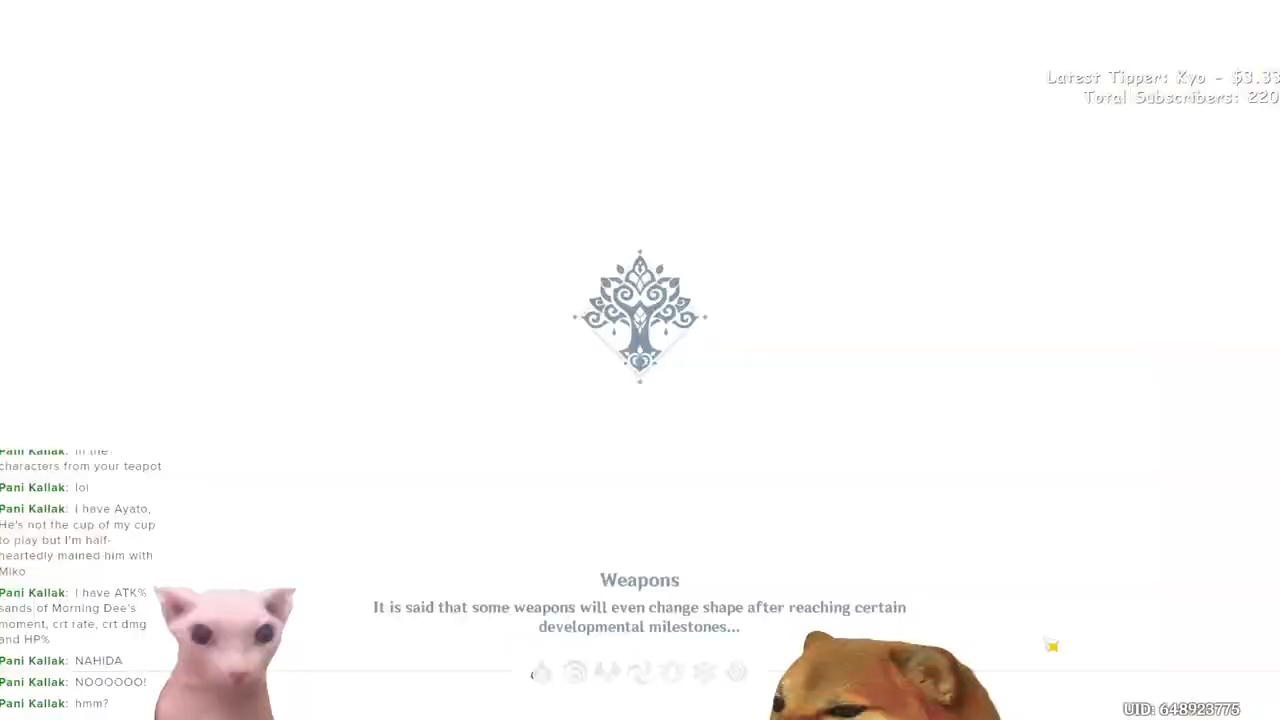 Latest Tipper: Kyo - $3.33
Total Subscribers: 220
Pani Kallak: in the
characters from your teapot
Pani Kallak: lol
Pani Kallak: I have Ayato,
He's not the cup of my cup
to play but I'm half-
heartedly mained him with
Miko
Pani Kallak: I have ATK%
sands of Morning Dee's
moment, crt rate, crt dmg
and HP%
Pani Kallak: NAHIDA
Pani Kallak: NOOOOOO!
Pani Kallak: hmm?
Weapons
It is said that some weapons will even change shape after reaching certain
developmental milestones...
UID: 648923775